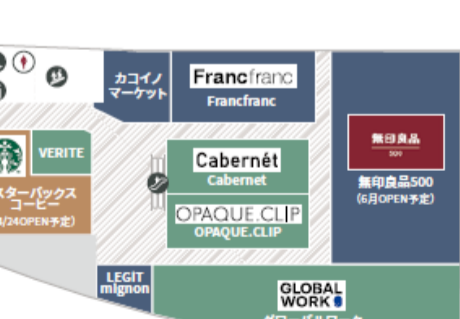 カコイノ
マーケット
Francfranc
Francfranc
無印良品
500
無印良品500
(6月OPEN予定)
VERITE
スターバックス
コーヒー
/24OPEN予定)
Cabernét
Cabernet
OPAQUE.CLIP
OPAQUE.CLIP
LEGIT
mignon
GLOBAL
WORK